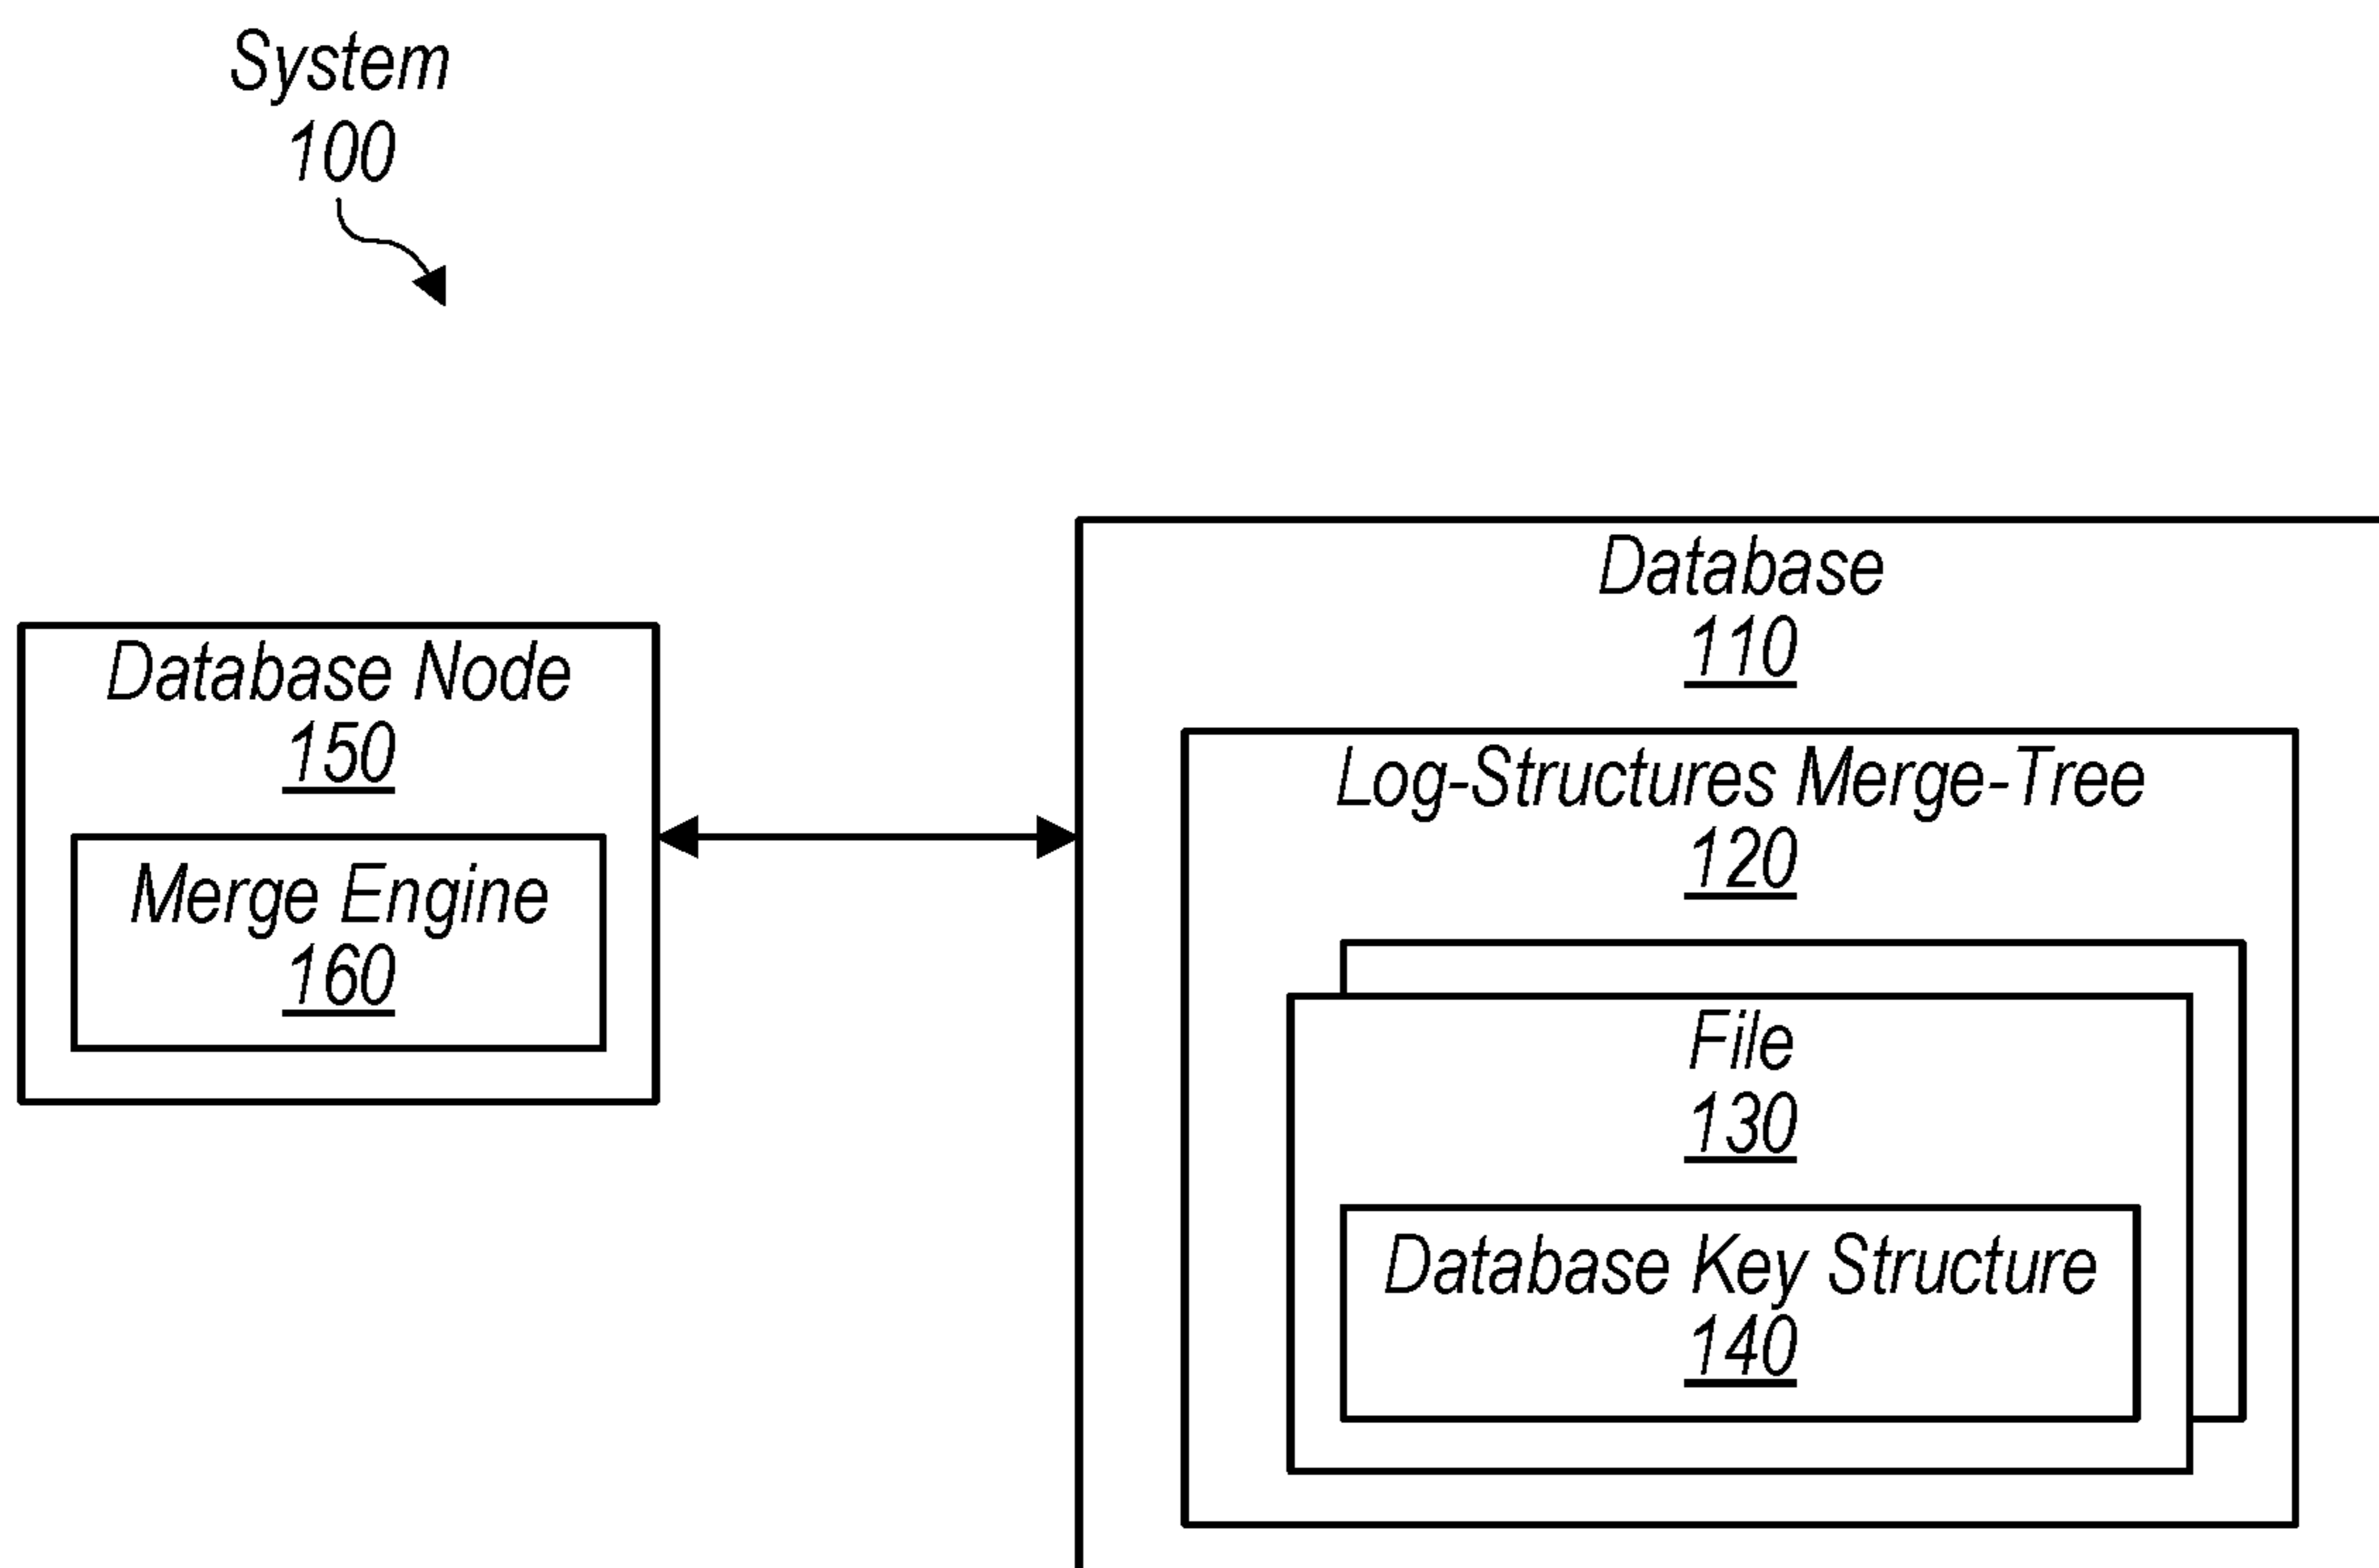 System
100
Database
110
Database Node
150
Merge Engine
160
Log-Structures Merge-Tree
120
File
130
Database Key Structure
140